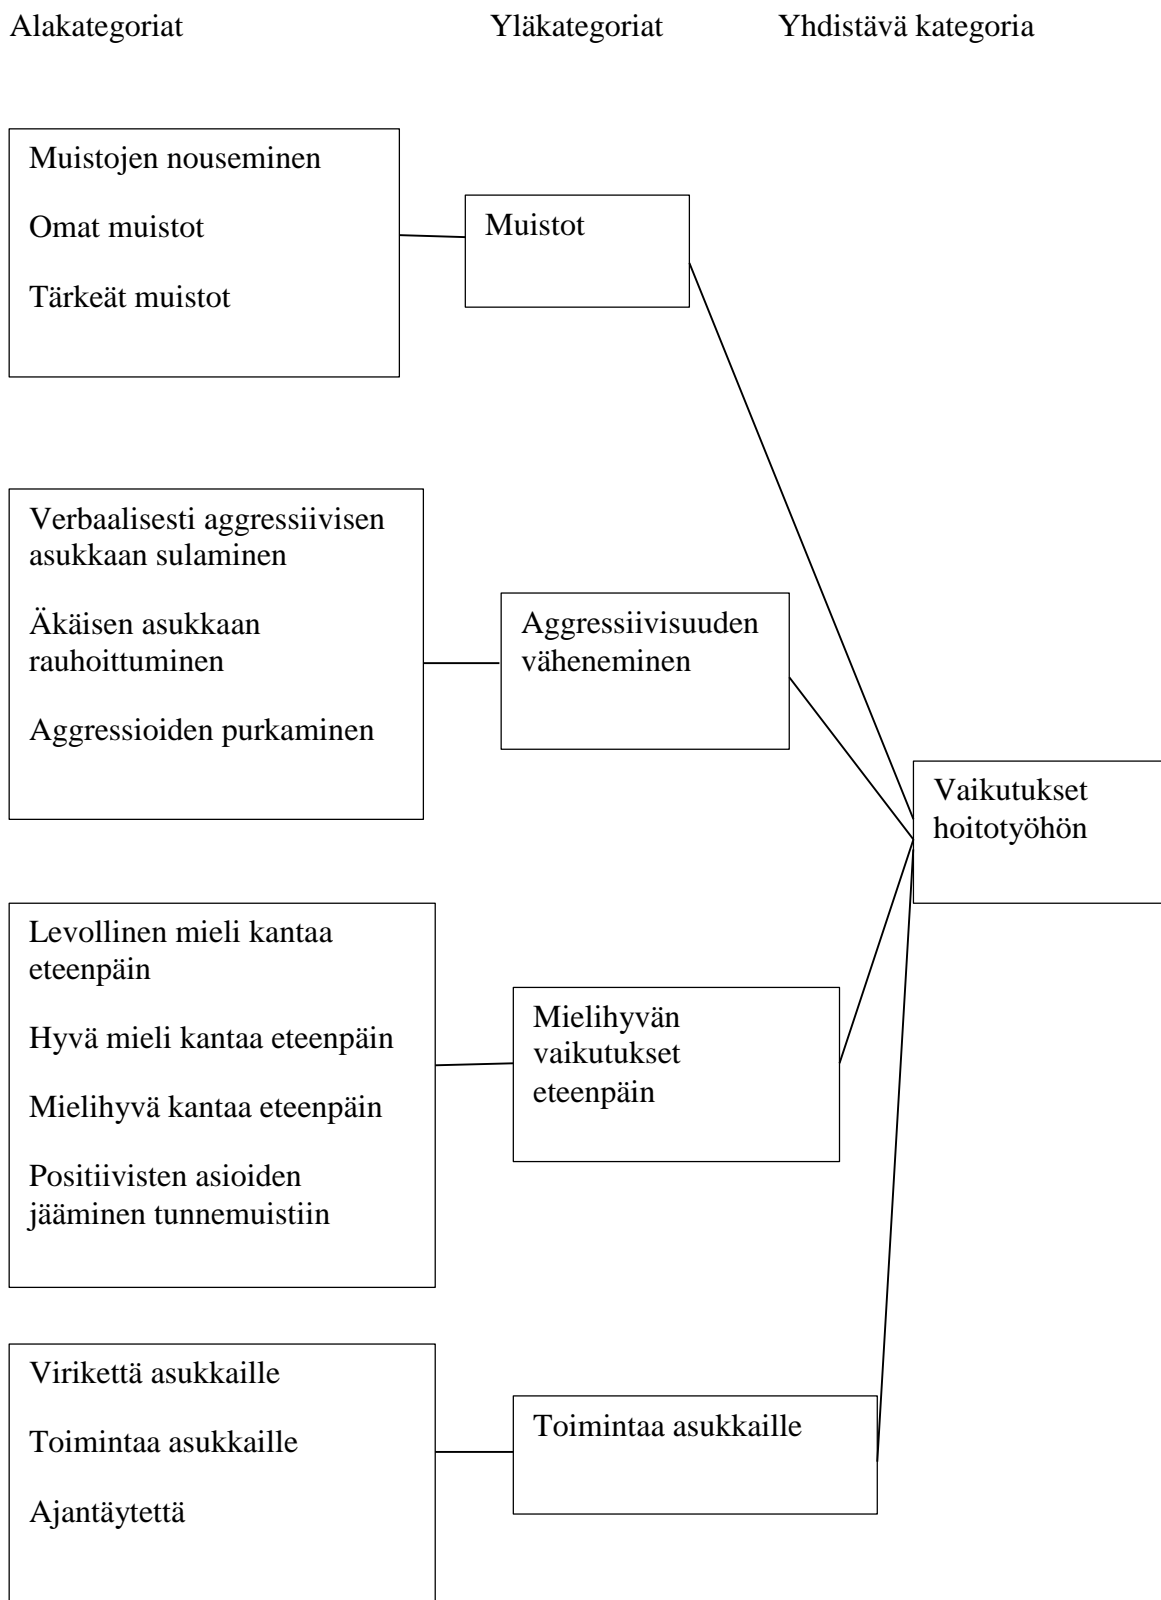 Alakategoriat
Yläkategoriat
Yhdistävä kategoria
Muistojen nouseminen
Omat muistot
Tärkeät muistot
Muistot
Verbaalisesti aggressiivisen
asukkaan sulaminen
Äkäisen asukkaan
rauhoittuminen
Aggressioiden purkaminen
Aggressiivisuuden
väheneminen
Vaikutukset
hoitotyöhön
Levollinen mieli kantaa
eteenpäin
Hyvä mieli kantaa eteenpäin
Mielihyvä kantaa eteenpäin
Positiivisten asioiden
jääminen tunnemuistiin
Mielihyvän
vaikutukset
eteenpäin
Virikettä asukkaille
Toimintaa asukkaille
Ajantäytettä
Toimintaa asukkaille